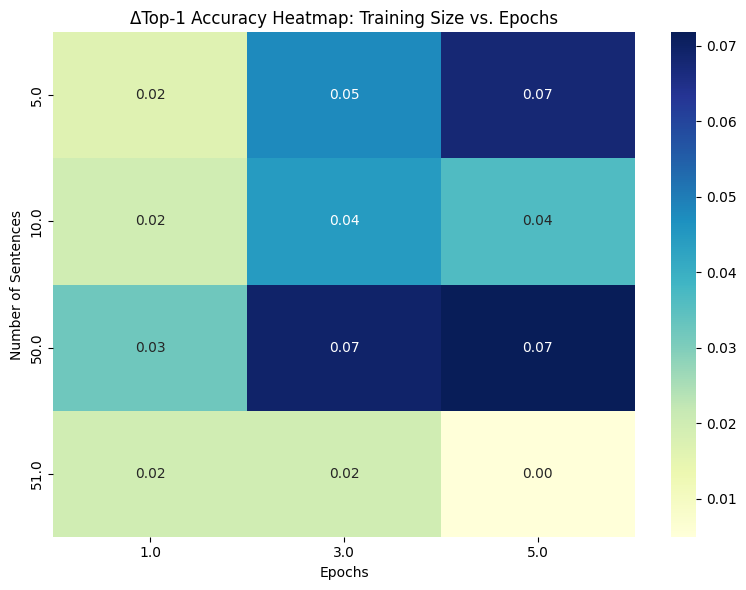 ΔTop-1 Accuracy Heatmap: Training Size vs. Epochs
Number of Sentences
5.0
0.02 0.05 0.07
10.0
0.02 0.04 0.04
50.0
0.03 0.07 0.07
51.0
0.02 0.02 0.00
1.0 3.0 5.0
Epochs
0.07
0.06
0.05
0.04
0.03
0.02
0.01